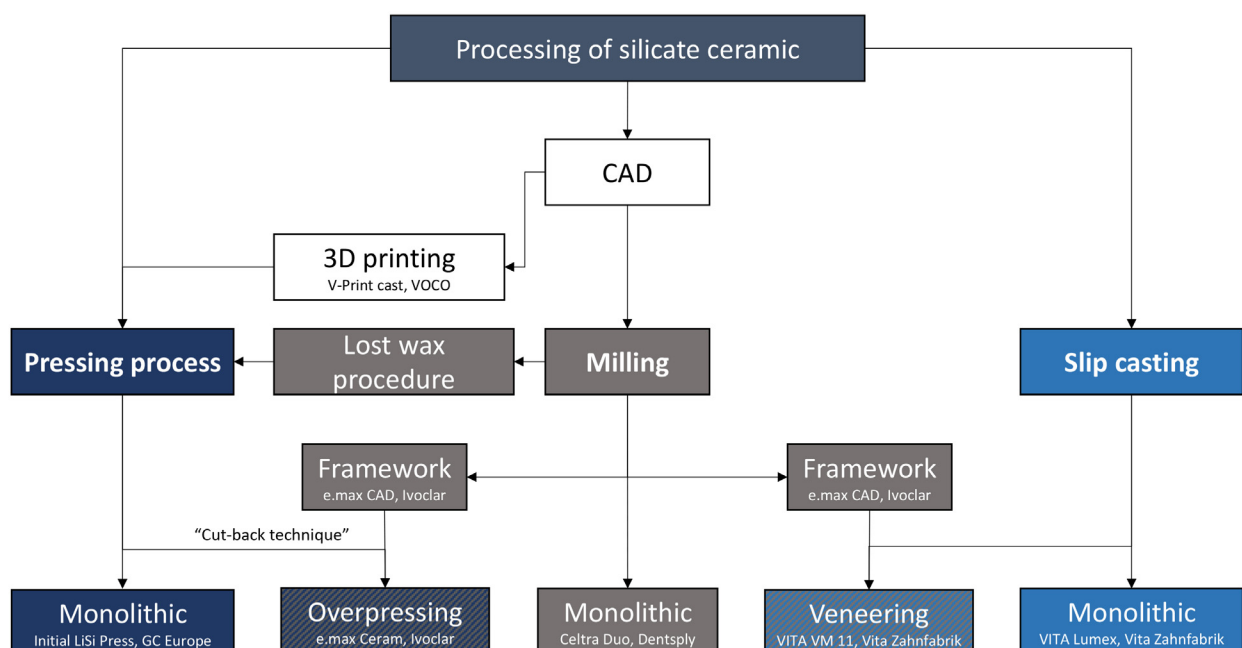 Processing of silicate ceramic
CAD
3D printing
V-Print cast, VOCO
Pressing process
Lost wax
procedure
Milling
Slip casting
Framework
e.max CAD, Ivoclar
Framework
e.max CAD, Ivoclar
“Cut-back technique”
Monolithic
Initial LiSi Press, GC Europe
Overpressing
e.max Ceram, Ivoclar
Monolithic
Celtra Duo, Dentsply
Veneering
VITA VM 11, Vita Zahnfabrik
Monolithic
VITA Lumex, Vita Zahnfabrik